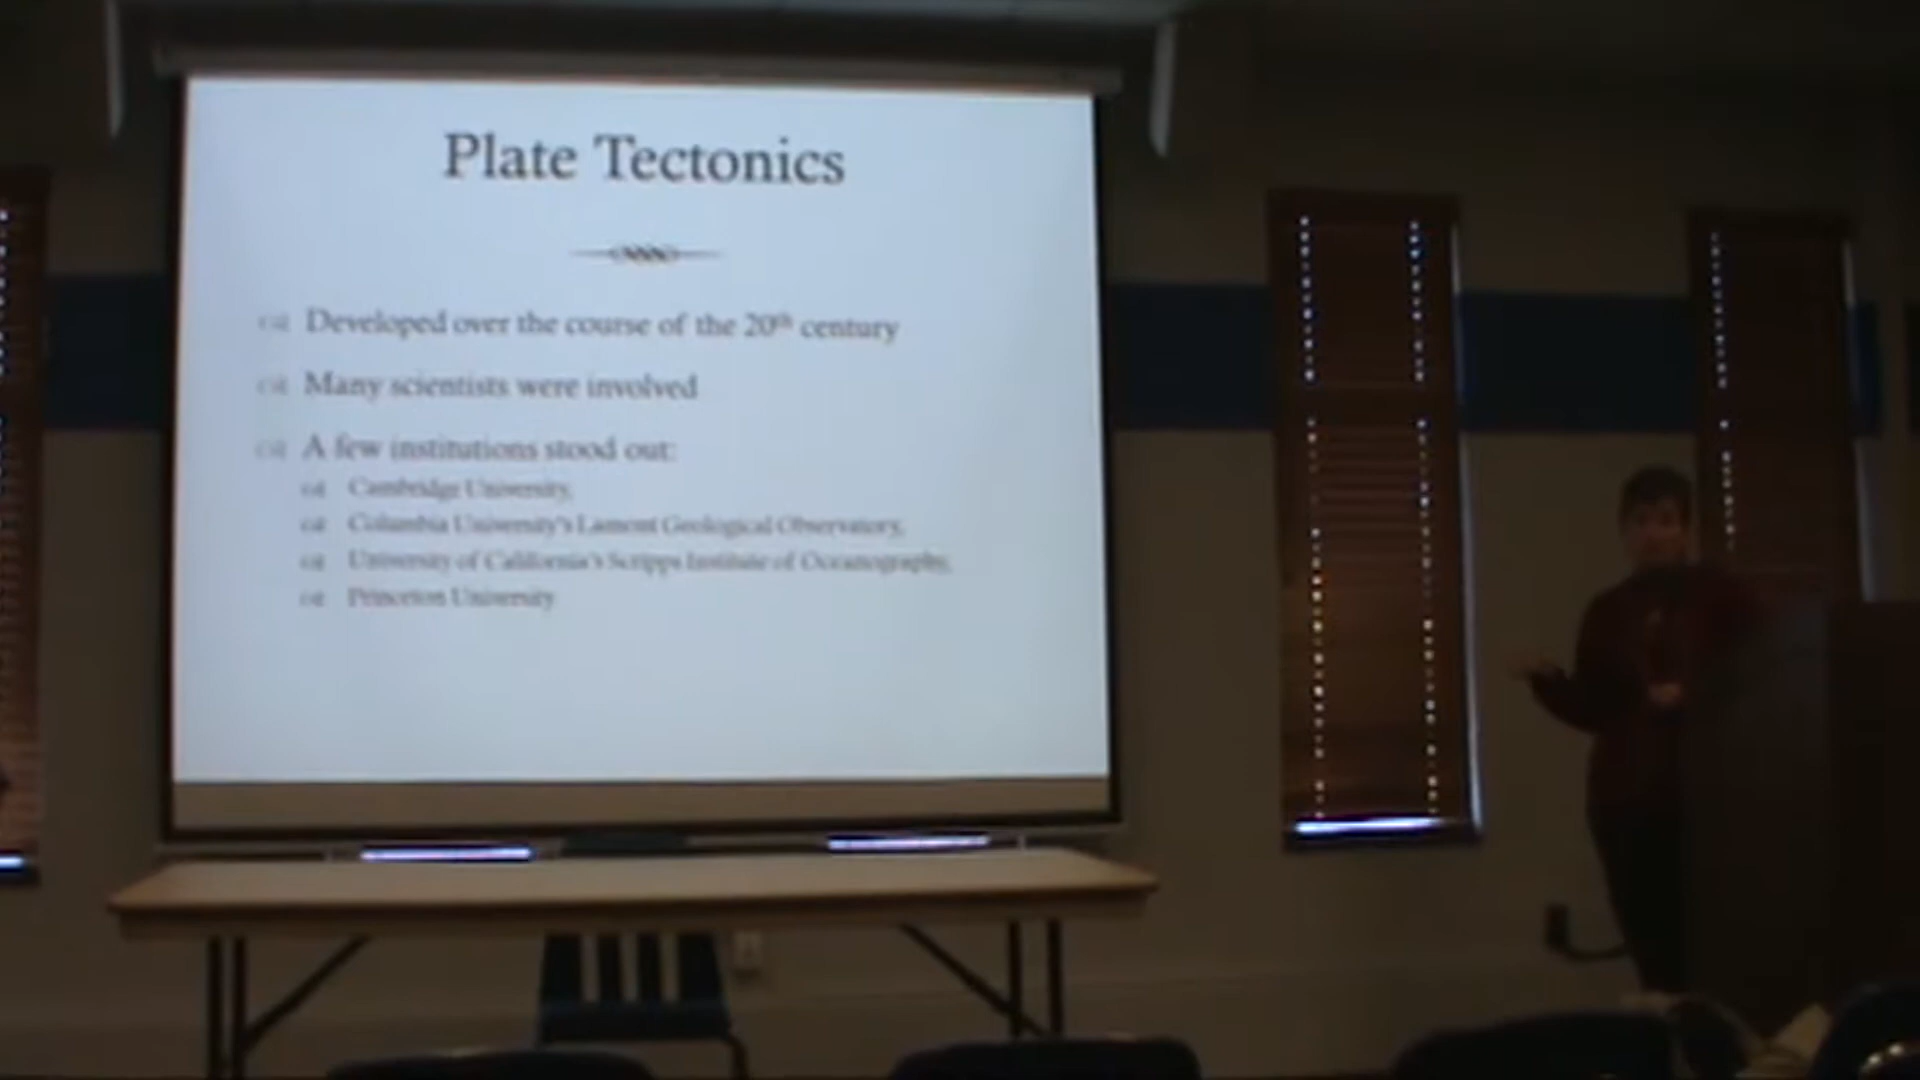 Plate Tectonics
Developed over the course of the 20th century
Many scientists were involved
A few institutions stood out:
Cambridge University,
Columbia University's Lamont Geological Observatory,
University of California's Scripps Institute of Oceanography,
Princeton University